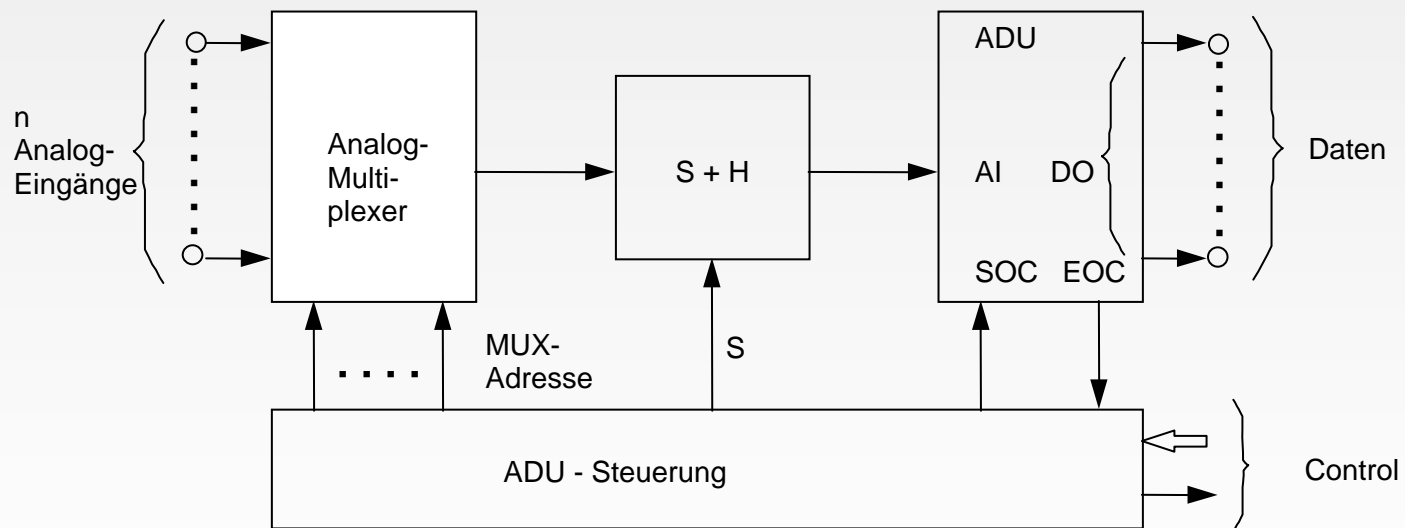 n
Analog-
Eingänge
Analog-
Multi-
plexer
S + H
ADU
AI DO
SOC EOC
Daten
MUX-
Adresse
S
ADU - Steuerung
Control